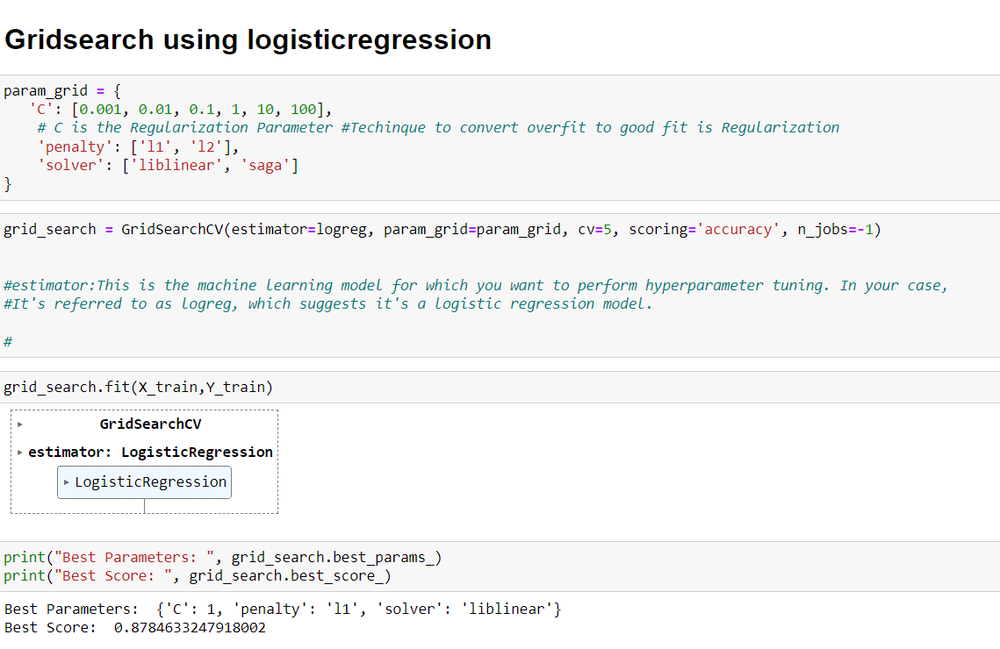 Gridsearch using logisticregression
param_grid = {
   'C': [0.001, 0.01, 0.1, 1, 10, 100],
    # C is the Regularization Parameter #Techinque to convert overfit to good fit is Regularization
    'penalty': ['l1', 'l2'],
    'solver': ['liblinear', 'saga']
}
grid_search = GridSearchCV(estimator=logreg, param_grid=param_grid, cv=5, scoring='accuracy', n_jobs=-1)
#estimator:This is the machine learning model for which you want to perform hyperparameter tuning. In your case,
#It's referred to as logreg, which suggests it's a logistic regression model.
#
grid_search.fit(X_train,Y_train)
GridSearchCV
estimator: LogisticRegression
LogisticRegression
print("Best Parameters: ", grid_search.best_params_)
print("Best Score: ", grid_search.best_score_)
Best Parameters:  {'C': 1, 'penalty': 'l1', 'solver': 'liblinear'}
Best Score:  0.8784633247918002